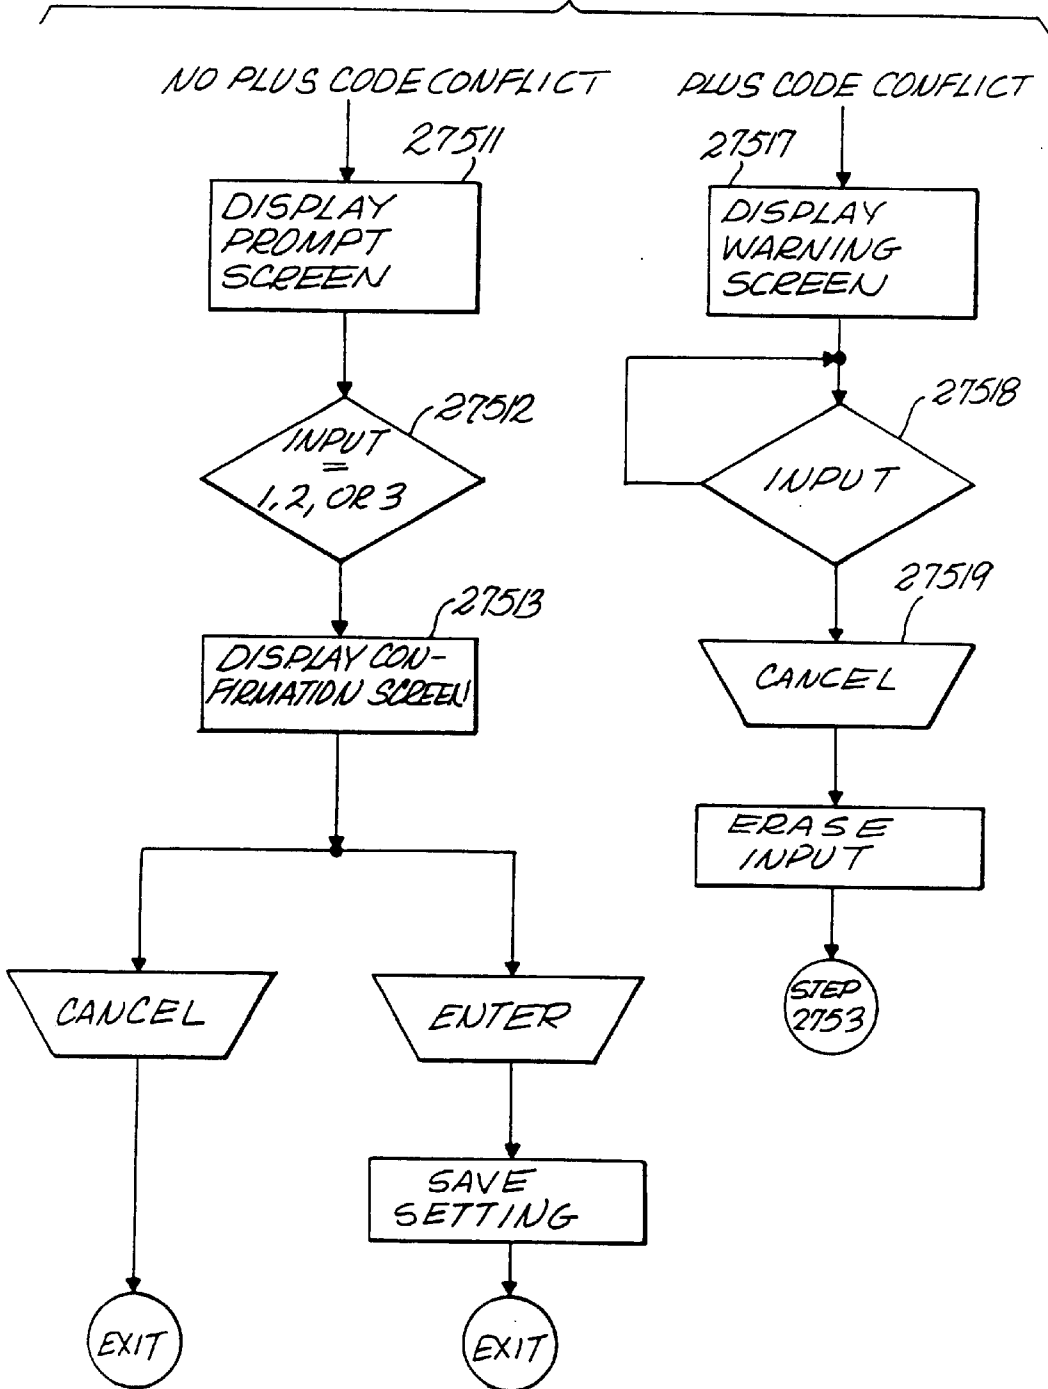 NO PLUS CODE CONFLICT
27511
DISPLAY
PROMPT
SCREEN
27512
INPUT
=
1, 2, OR 3
27513
DISPLAY CON-
FIRMATION SCREEN
CANCEL
EXIT
ENTER
SAVE
SETTING
EXIT
PLUS CODE CONFLICT
27517
DISPLAY
WARNING
SCREEN
27518
INPUT
27519
CANCEL
ERASE
INPUT
STEP
2753